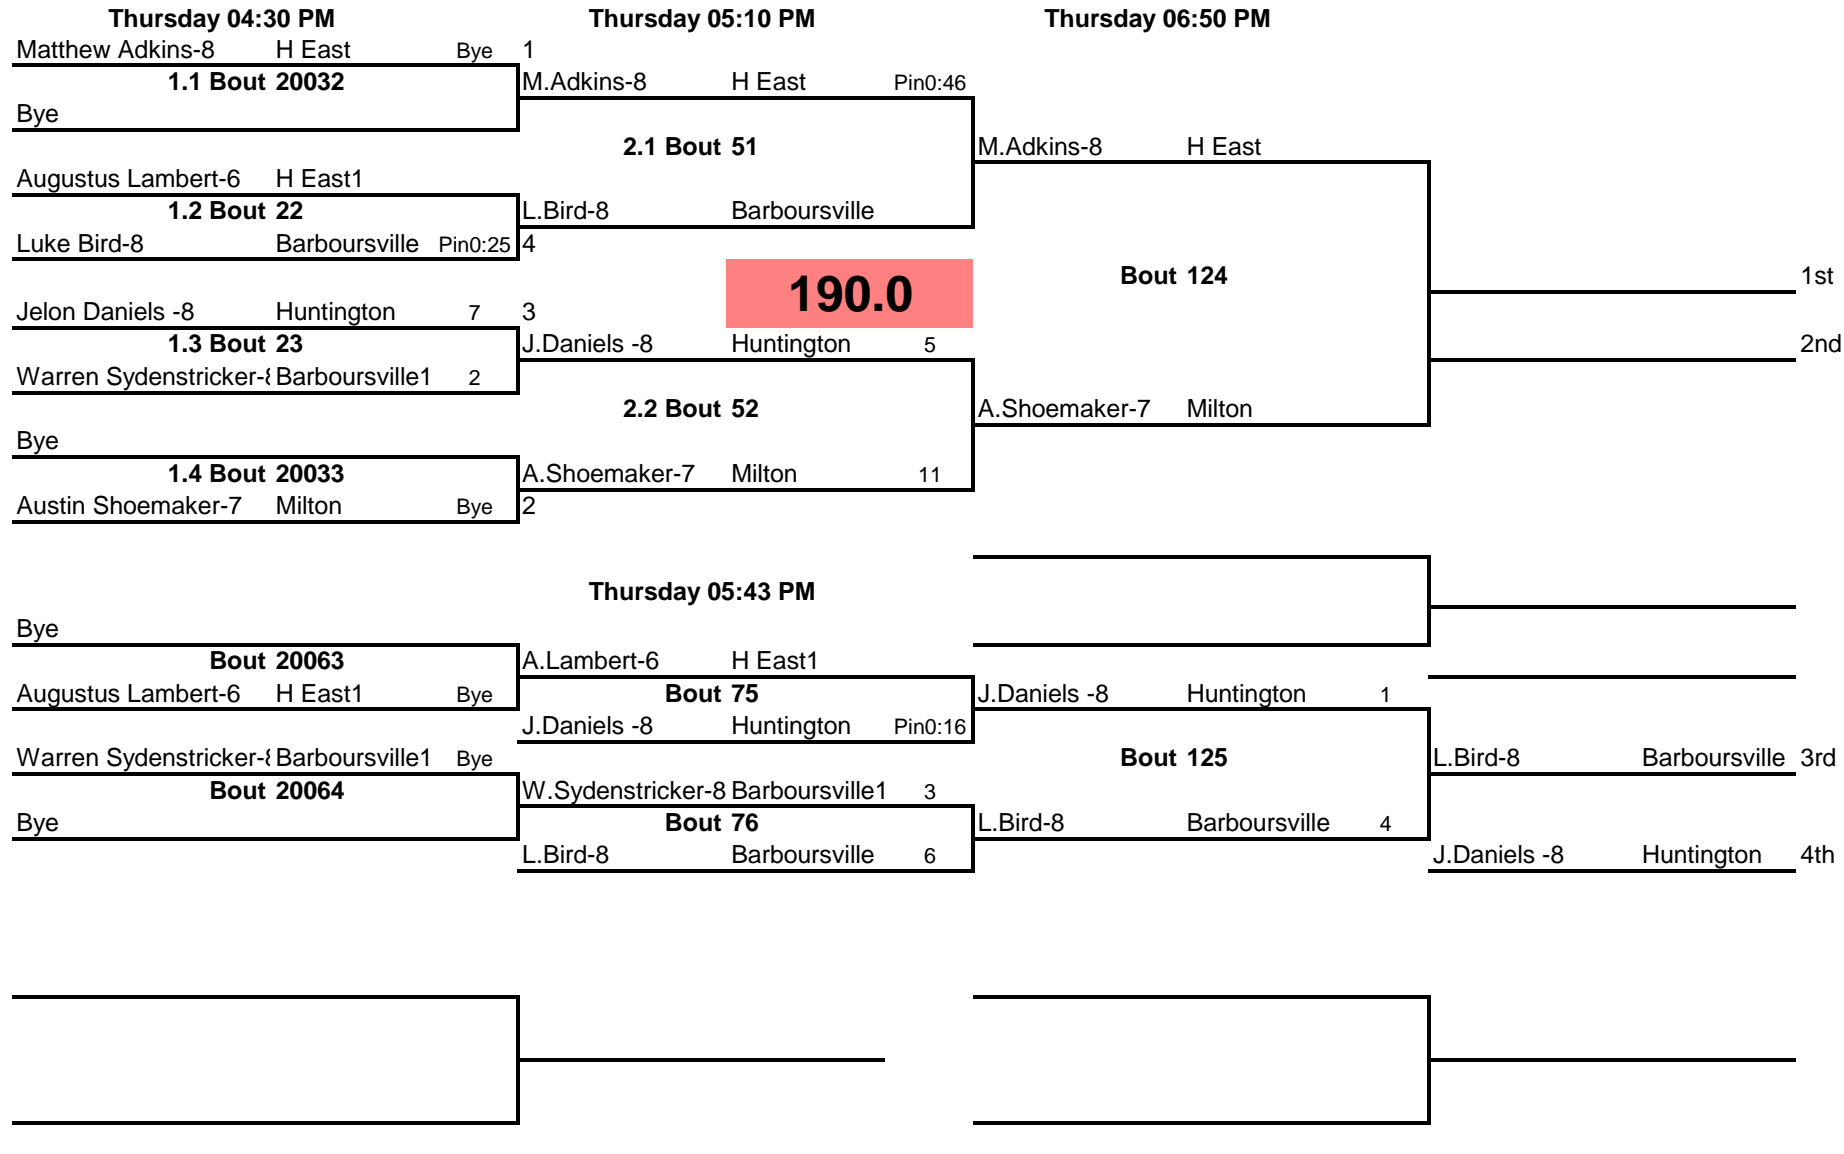 Thursday 04:30 PM Thursday 05:10 PM Thursday 06:50 PM
Matthew Adkins-8 H East Bye 1
1.1 Bout 20032 M.Adkins-8 H East Pin0:46
Bye
2.1 Bout 51 M.Adkins-8 H East
Augustus Lambert-6 H East1
1.2 Bout 22 L.Bird-8 Barboursville
Luke Bird-8 Barboursville Pin0:25 4
190.0 Bout 124 1st
Jelon Daniels -8 Huntington 7 3
1.3 Bout 23 J.Daniels -8 Huntington 5 2nd
Warren Sydenstricker- Barboursville1 2
2.2 Bout 52 A.Shoemaker-7 Milton
Bye
1.4 Bout 20033 A.Shoemaker-7 Milton 11
Austin Shoemaker-7 Milton Bye 2
Thursday 05:43 PM
Bye
Bout 20063 A.Lambert-6 H East1
Augustus Lambert-6 H East1 Bye Bout 75 J.Daniels -8 Huntington 1
J.Daniels -8 Huntington Pin0:16
Warren Sydenstricker- Barboursville1 Bye Bout 125 L.Bird-8 Barboursville 3rd
Bout 20064 W.Sydenstricker-8 Barboursville1 3
Bye Bout 76 L.Bird-8 Barboursville 4
L.Bird-8 Barboursville 6 J.Daniels -8 Huntington 4th